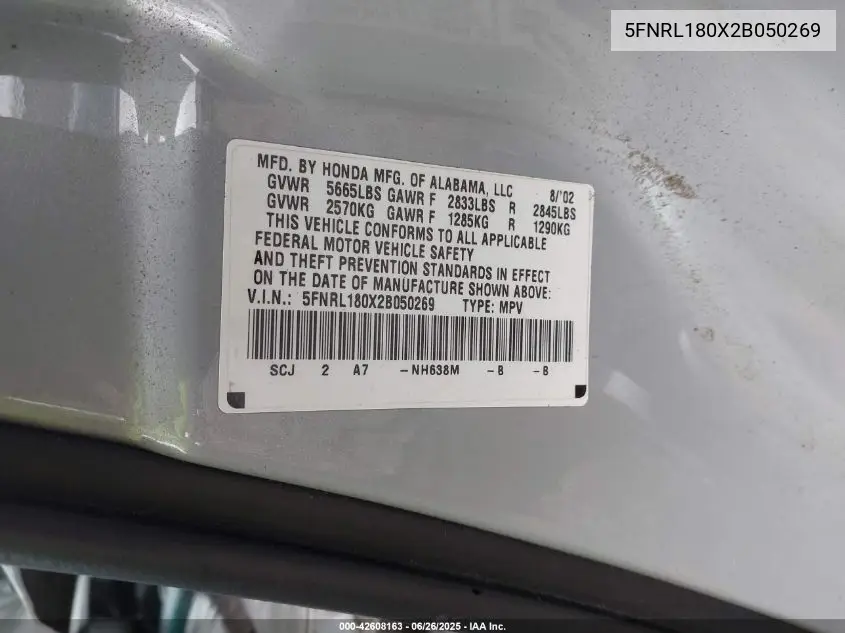 5FNRL180X2B050269
MFD. BY HONDA MFG. OF ALABAMA, LLC 8/'02
GVWR 5665LBS GAWR F 2833LBS R 2845LBS
GVWR 2570KG GAWR F 1285KG R 1290KG
THIS VEHICLE CONFORMS TO ALL APPLICABLE
FEDERAL MOTOR VEHICLE SAFETY
AND THEFT PREVENTION STANDARDS IN EFFECT
ON THE DATE OF MANUFACTURE SHOWN ABOVE:
V.I.N.: 5FNRL180X2B050269 TYPE: MPV
SCJ 2 A7 -NH638M -B -B
000-42608163 - 06/26/2025 - IAA Inc.